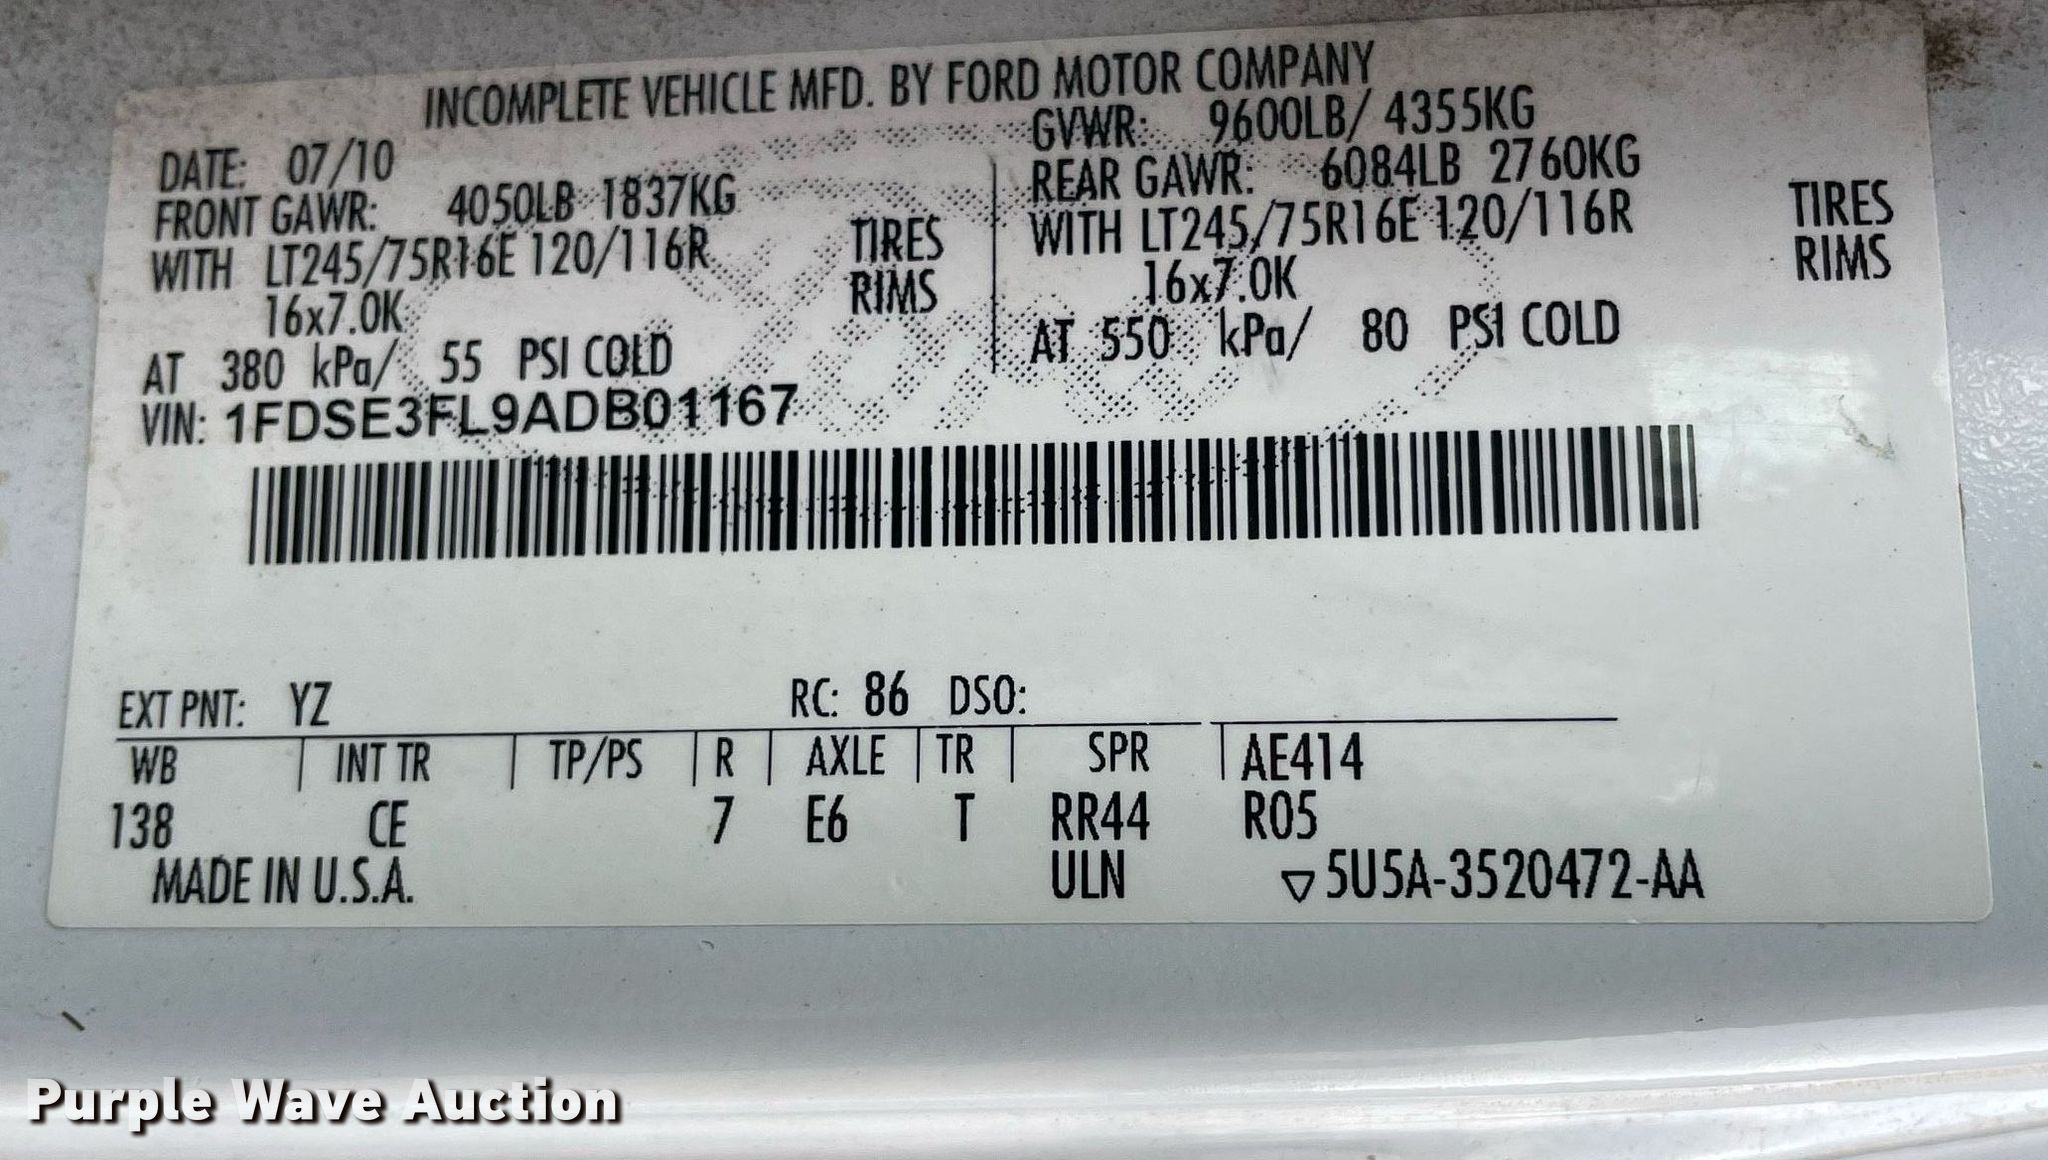 INCOMPLETE VEHICLE MFD. BY FORD MOTOR COMPANY
DATE: 07/10
GVWR: 9600LB/ 4355KG
FRONT GAWR: 4050LB 1837KG
REAR GAWR: 6084LB 2760KG
WITH LT245/75R16E 120/116R TIRES
WITH LT245/75R16E 120/116R TIRES
16x7.0K RIMS
16x7.0K RIMS
AT 380 kPa/ 55 PSI COLD
AT 550 kPa/ 80 PSI COLD
VIN: 1FDSE3FL9ADB01167
EXT PNT: YZ RC: 86 DSO:
WB | INT TR | TP/PS | R | AXLE | TR | SPR | AE414
138 CE 7 E6 T RR44 R05
MADE IN U.S.A. ULN ▽5U5A-3520472-AA
Purple Wave Auction